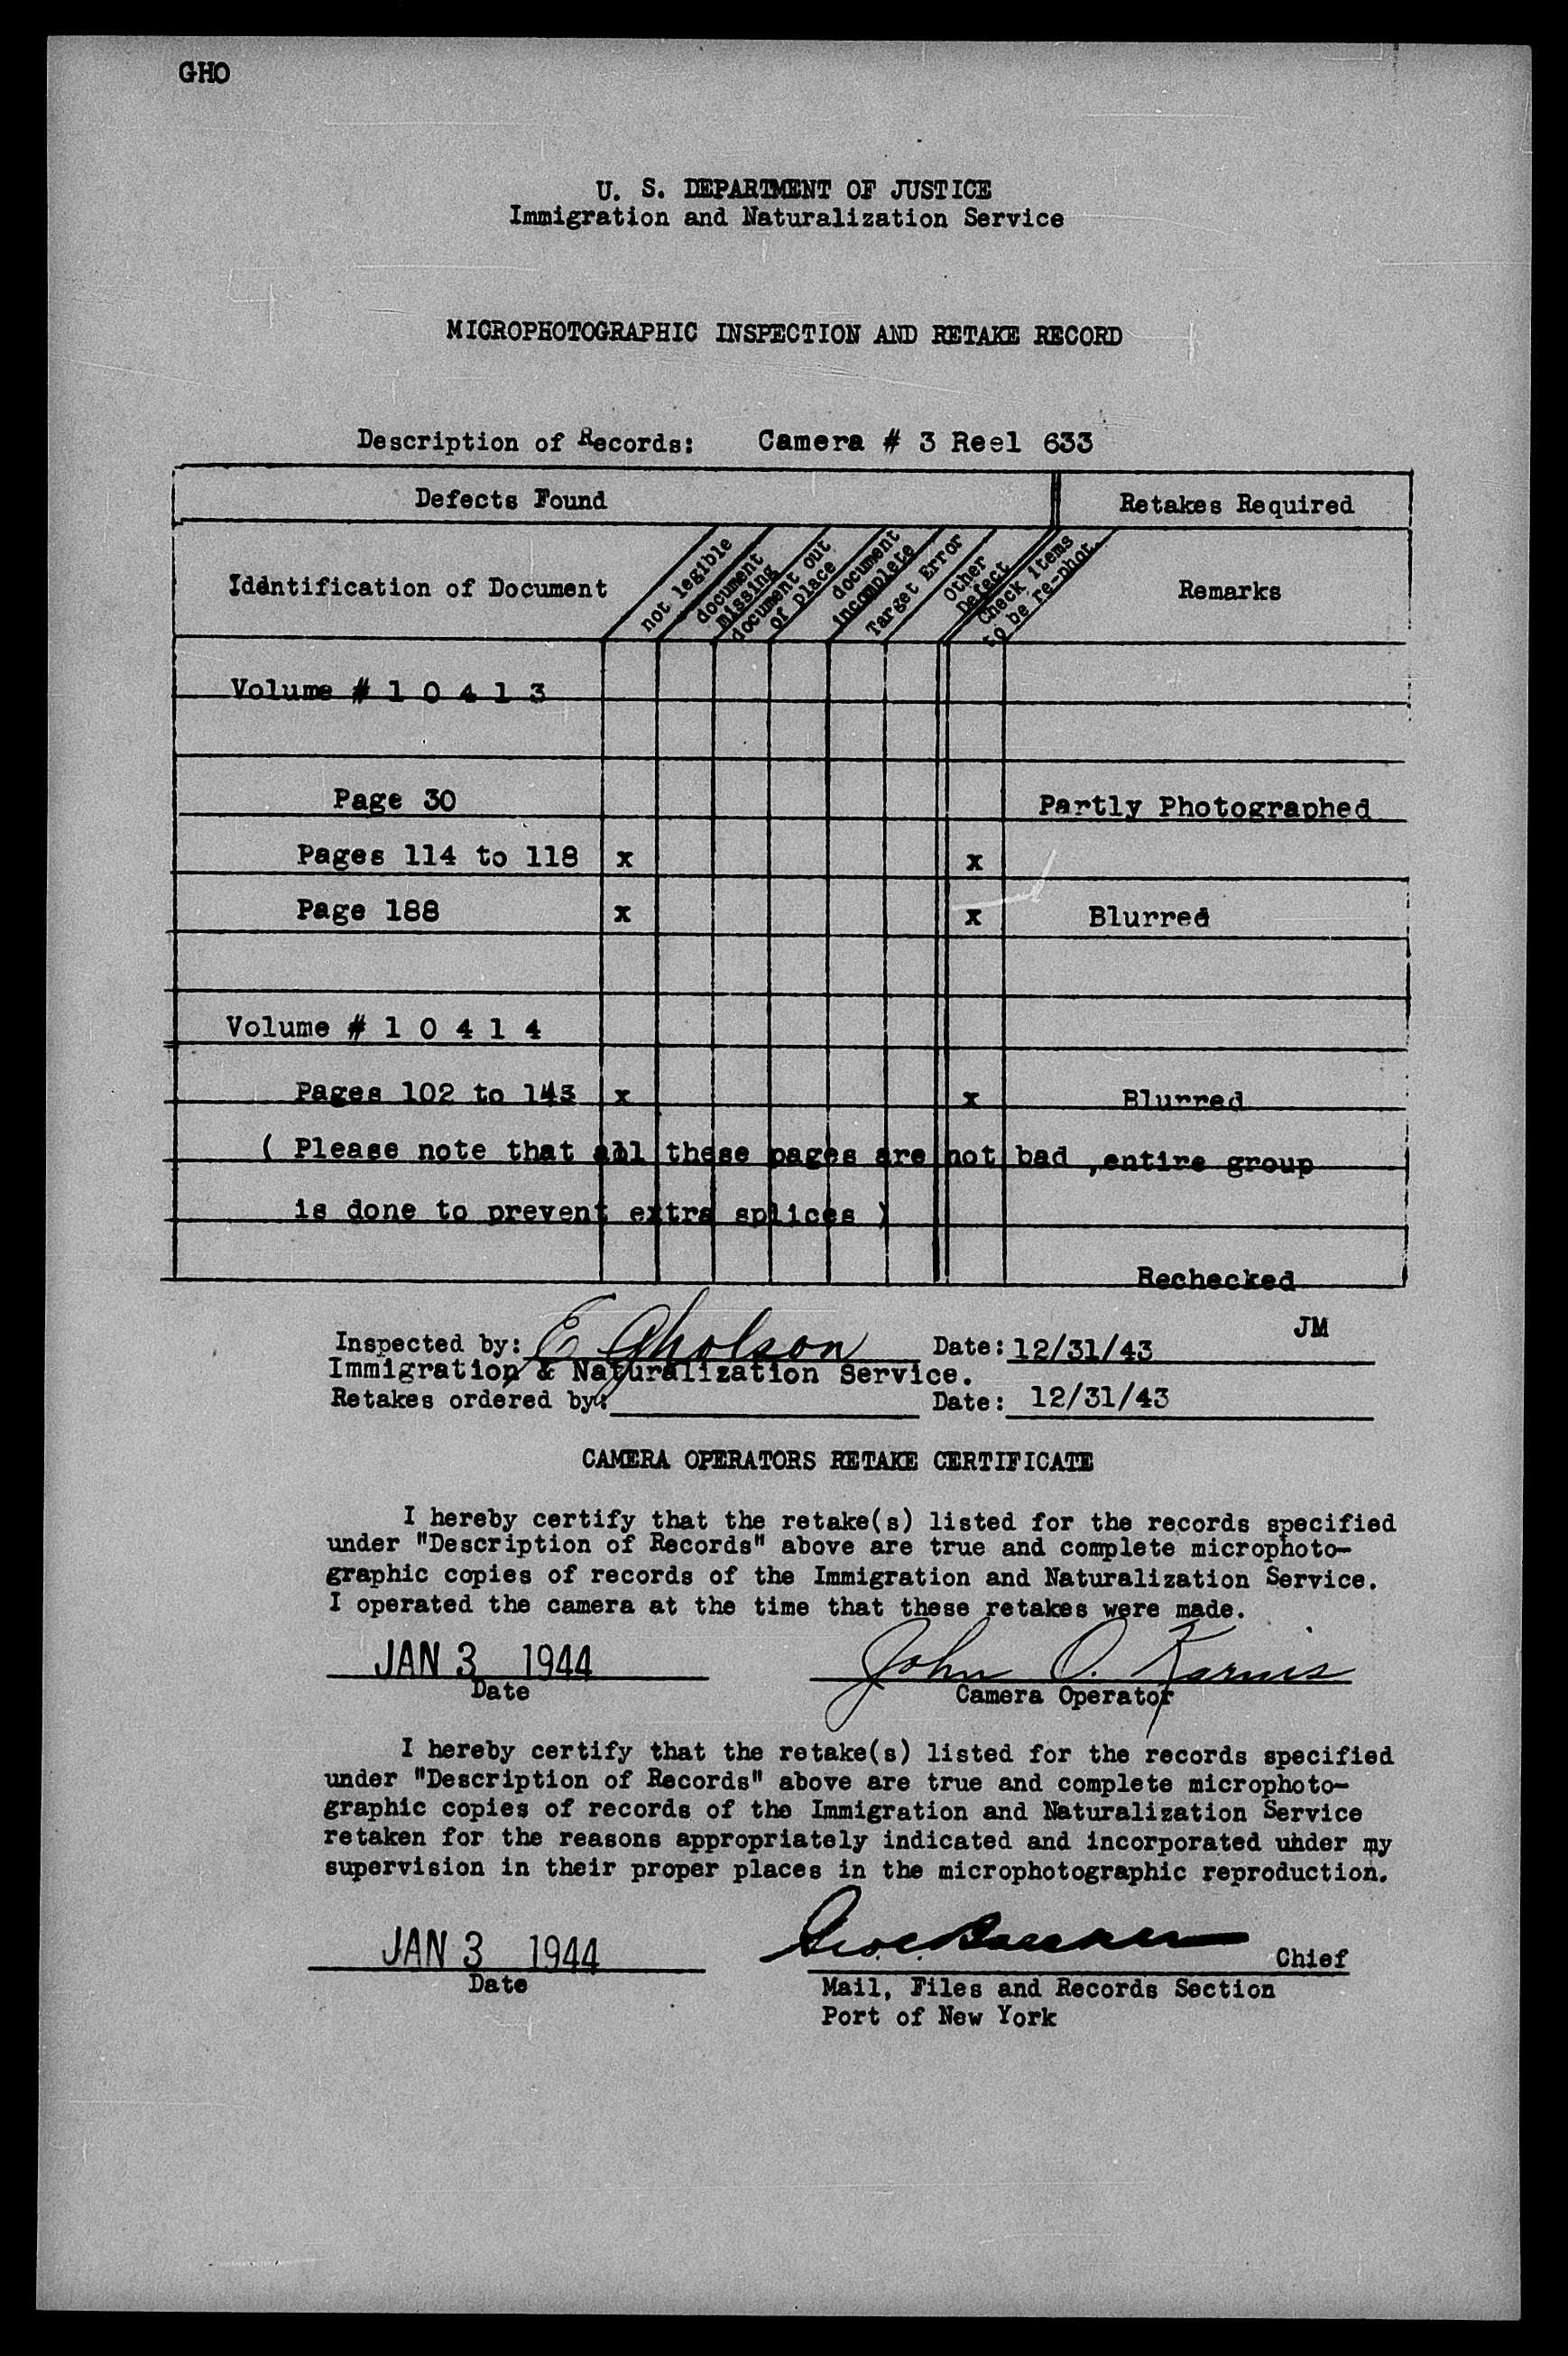 GHO
U. S. DEPARTMENT OF JUSTICE
Immigration and Naturalization Service
MICROPHOTOGRAPHIC INSPECTION AND RETAKE RECORD
Description of Records: Camera # 3 Reel 633
Defects Found
Retakes Required
Identification of Document
not legible
document
missing
document out
of place
document
incomplete
Target Error
Other
Defect
Check items
to be re-phot.
Remarks
Volume # 1 0 4 1 3
Page 30 Partly Photographed
Pages 114 to 118 x x
Page 188 x x Blurred
Volume # 1 0 4 1 4
Pages 102 to 143 x x Blurred
( Please note that all these pages are not bad ,entire group
is done to prevent extra splices )
Rechecked
JM
Inspected by: E Gholson Date: 12/31/43
Immigration & Naturalization Service.
Retakes ordered by: Date: 12/31/43
CAMERA OPERATORS RETAKE CERTIFICATE
I hereby certify that the retake(s) listed for the records specified
under "Description of Records" above are true and complete microphoto-
graphic copies of records of the Immigration and Naturalization Service.
I operated the camera at the time that these retakes were made.
JAN 3 1944 John O. Karnis
Date Camera Operator
I hereby certify that the retake(s) listed for the records specified
under "Description of Records" above are true and complete microphoto-
graphic copies of records of the Immigration and Naturalization Service
retaken for the reasons appropriately indicated and incorporated under my
supervision in their proper places in the microphotographic reproduction.
JAN 3 1944 Chief
Date Mail, Files and Records Section
Port of New York